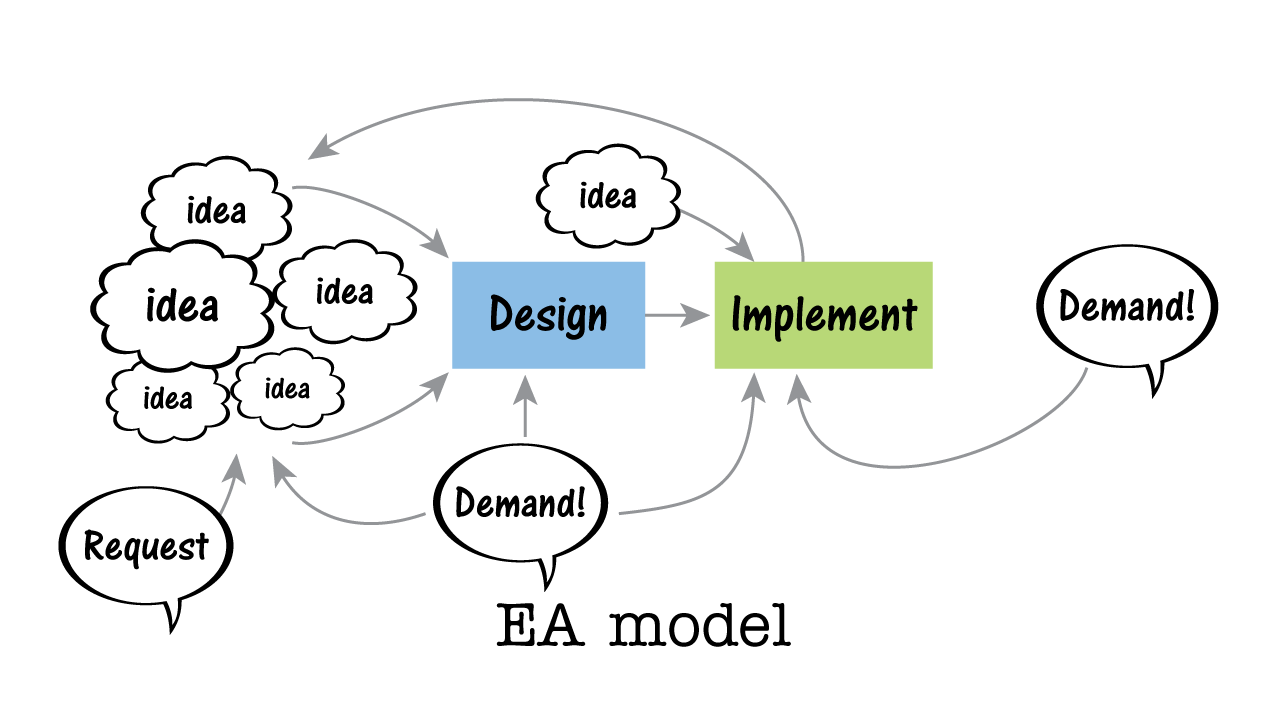 idea
idea
idea
idea
idea
idea
Design
Implement
Demand!
Demand!
Request
EA model